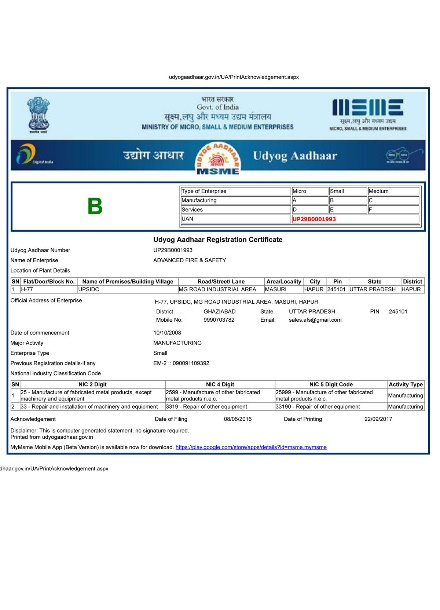 udyogaadhaar.gov.in/UA/PrintAcknowledgement.aspx
भारत सरकार
Govt. of India
सूक्ष्म,लघु और मध्यम उद्यम मंत्रालय
MINISTRY OF MICRO, SMALL & MEDIUM ENTERPRISES
सूक्ष्म,लघु और मध्यम उद्यम
MICRO, SMALL & MEDIUM ENTERPRISES
Digital India
उद्योग आधार
AADHAAR
MSME
Udyog Aadhaar
B
Type of Enterprise Micro Small Medium
Manufacturing A B C
Services D E F
UAN UP29B0001993
Udyog Aadhaar Registration Certificate
Udyog Aadhaar Number UP29B0001993
Name of Enterprise ADVANCED FIRE & SAFETY
Location of Plant Details
SN Flat/Door/Block No. Name of Premises/Building Village Road/Street/Lane Area/Locality City Pin State District
1 H-77 UPSIDC MG ROAD INDUSTRIAL AREA MASURI HAPUR 245101 UTTAR PRADESH HAPUR
Official Address of Enterprise H-77, UPSIDC, MG ROAD INDUSTRIAL AREA, MASURI, HAPUR
District GHAZIABAD State UTTAR PRADESH PIN 245101
Mobile No. 9990703782 Email:
Date of commencement 10/10/2008
Major Activity MANUFACTURING
Enterprise Type Small
Previous Registration details-if any EM-2 : 090091109392
National Industry Classification Code
SN NIC 2 Digit NIC 4 Digit NIC 5 Digit Code Activity Type
1 25 - Manufacture of fabricated metal products, except machinery and equipment 2599 - Manufacture of other fabricated metal products n.e.c. 25999 - Manufacture of other fabricated metal products n.e.c. Manufacturing
2 33 - Repair and installation of machinery and equipment 3319 - Repair of other equipment 33190 - Repair of other equipment Manufacturing
Acknowledgement Date of Filing 08/06/2016 Date of Printing 22/09/2017
Disclaimer: This is computer generated statement, no signature required.
Printed from udyogaadhaar.gov.in
MyMsme Mobile App (Beta Version) is available now for download https://play.google.com/store/apps/details?id=msme.mymsme
dhaar.gov.in/UA/PrintAcknowledgement.aspx